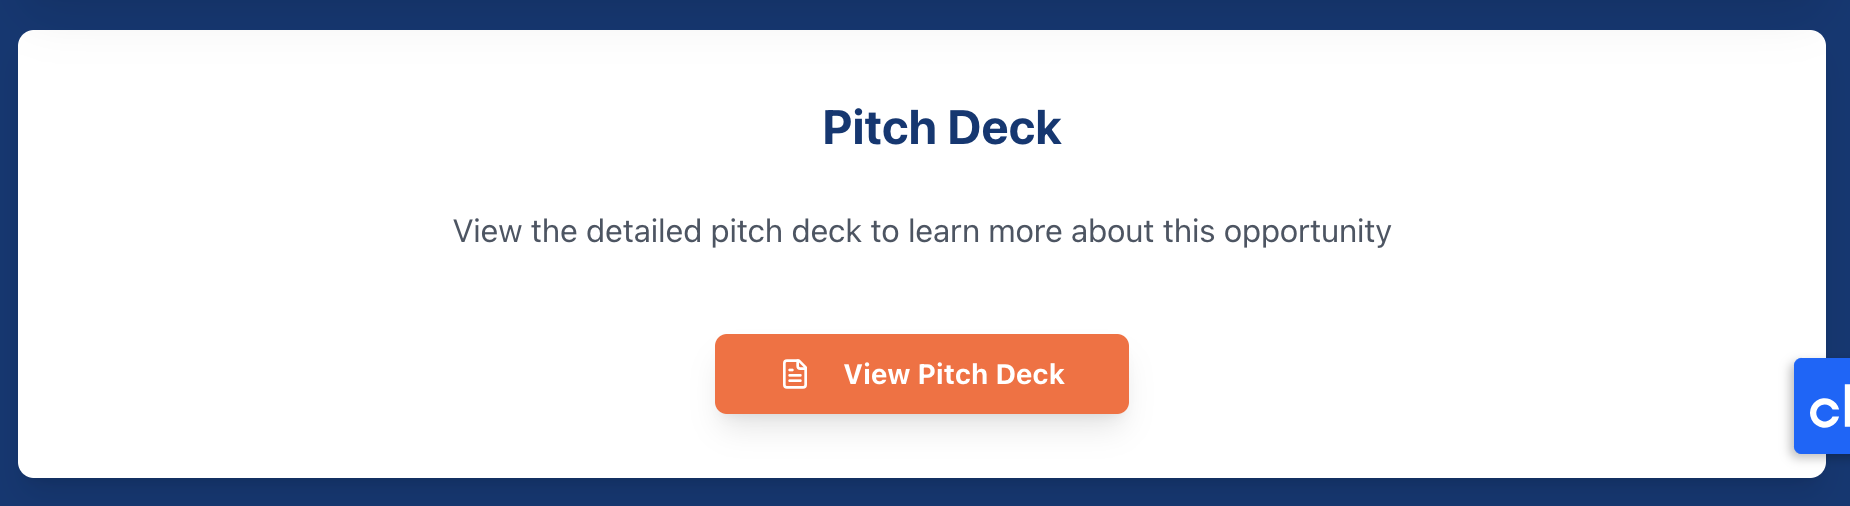 Pitch Deck
View the detailed pitch deck to learn more about this opportunity
View Pitch Deck